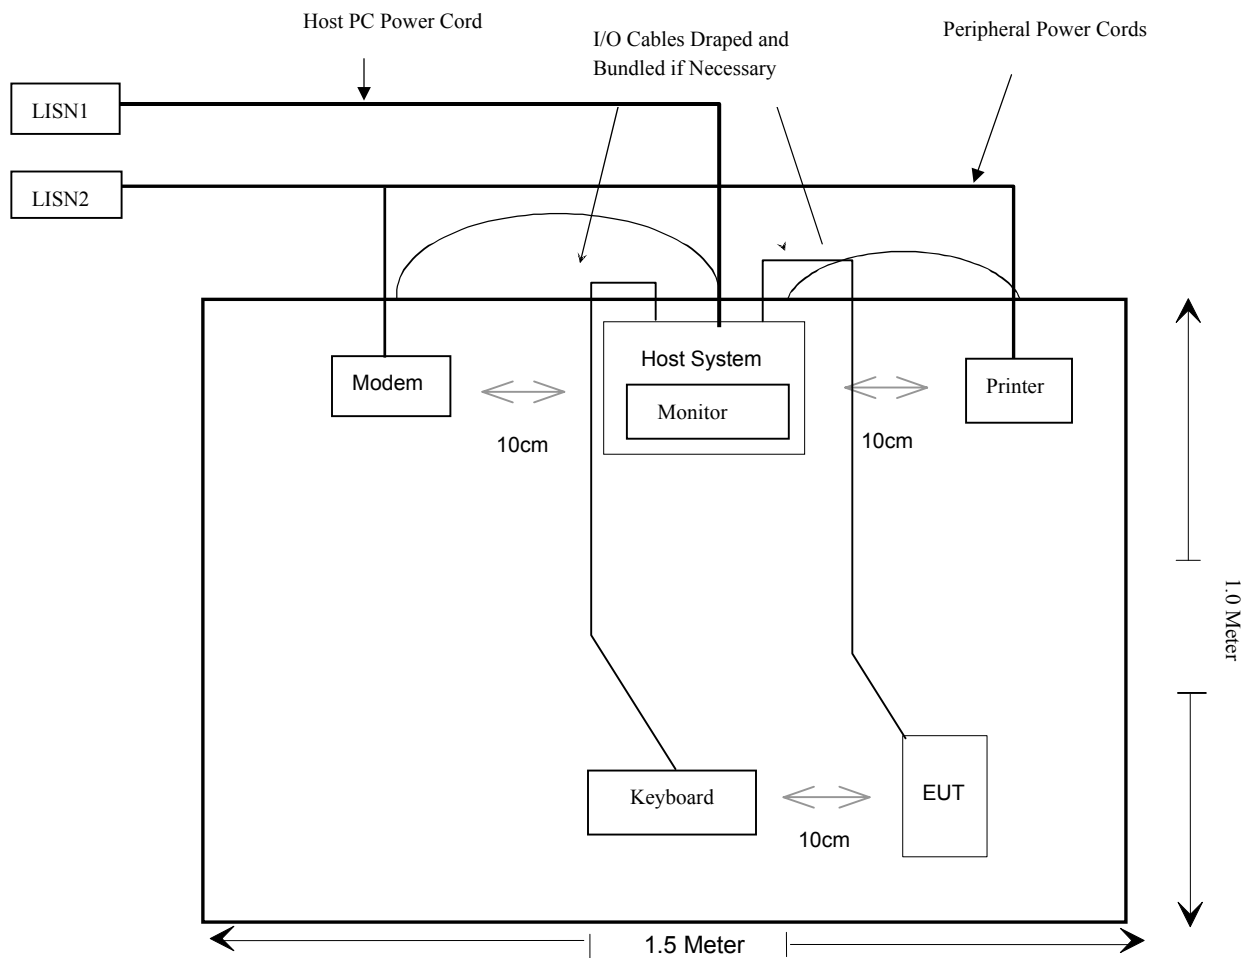 Host PC Power Cord
I/O Cables Draped and
Bundled if Necessary
Peripheral Power Cords
LISN1
LISN2
Host System
Modem
Monitor
Printer
10cm
10cm
1.0 Meter
Keyboard
EUT
10cm
1.5 Meter